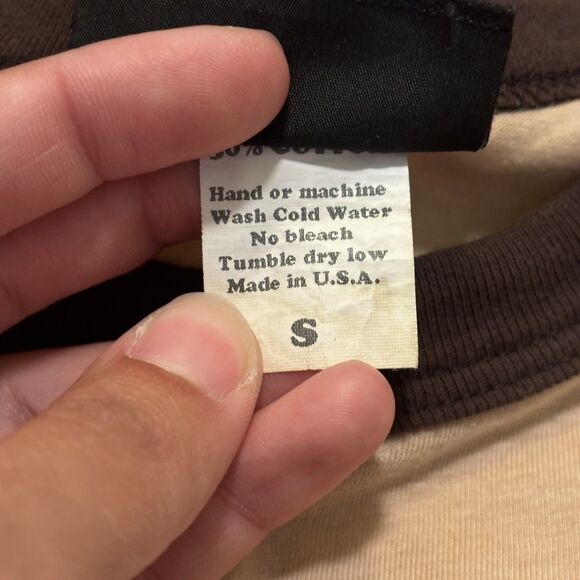 Hand or machine
Wash Cold Water
No bleach
Tumble dry low
Made in U.S.A.
S